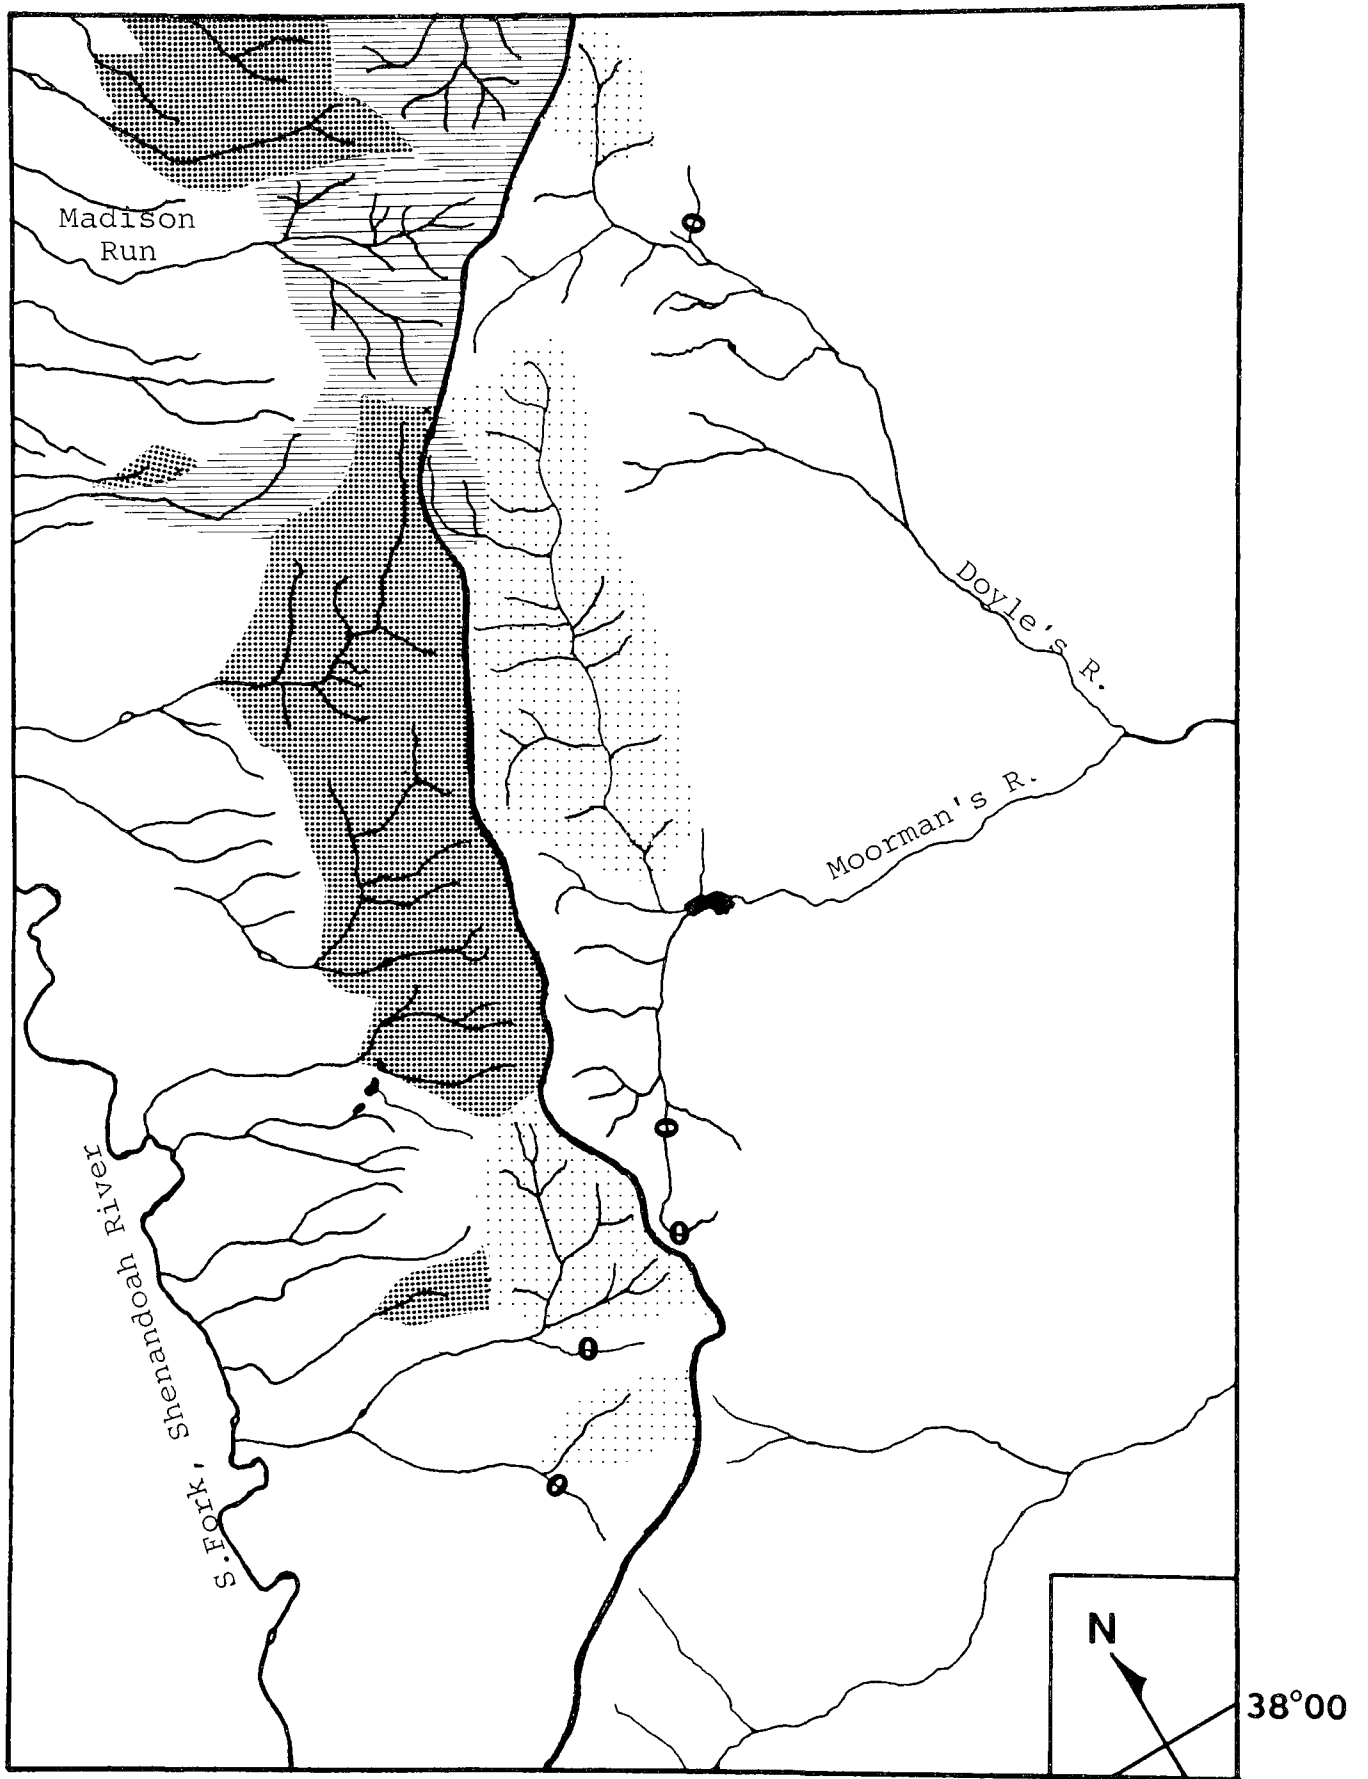 Madison
Run
Doyle's R.
Moorman's R.
S.Fork, Shenandoah River
N
38°00